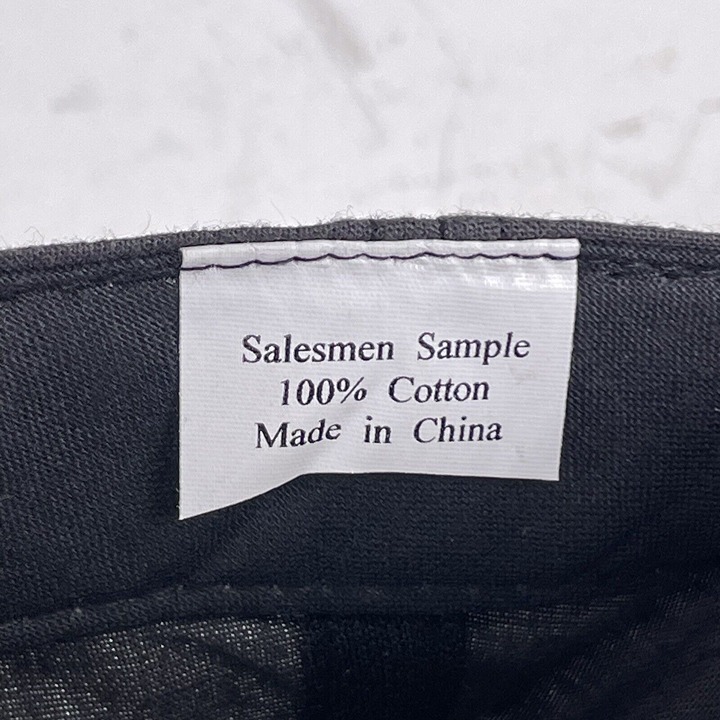 Salesmen Sample
100% Cotton
Made in China